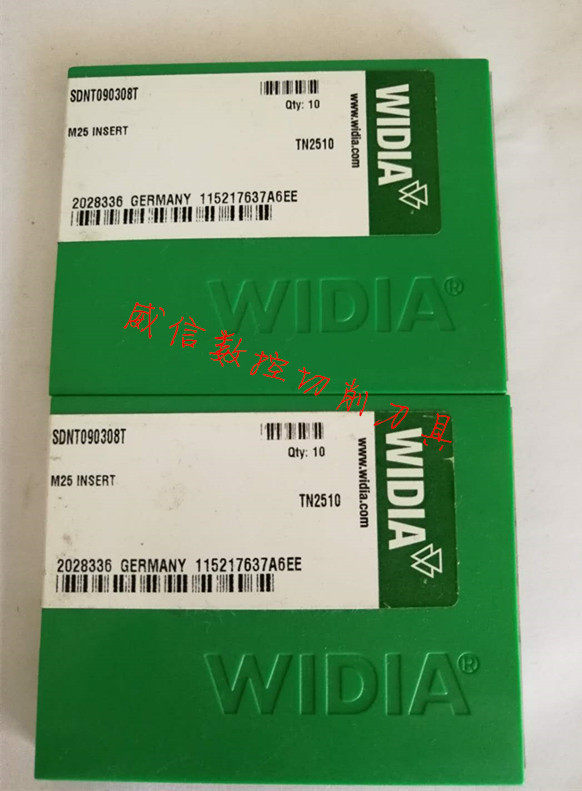 SDNT090308T
Qty: 10
M25 INSERT
TN2510
2028336 GERMANY 115217637A6EE
www.widia.com
WIDIA
WIDIA®
威信数控切削刀具
SDNT090308T
Qty: 10
M25 INSERT
TN2510
2028336 GERMANY 115217637A6EE
www.widia.com
WIDIA
WIDIA®